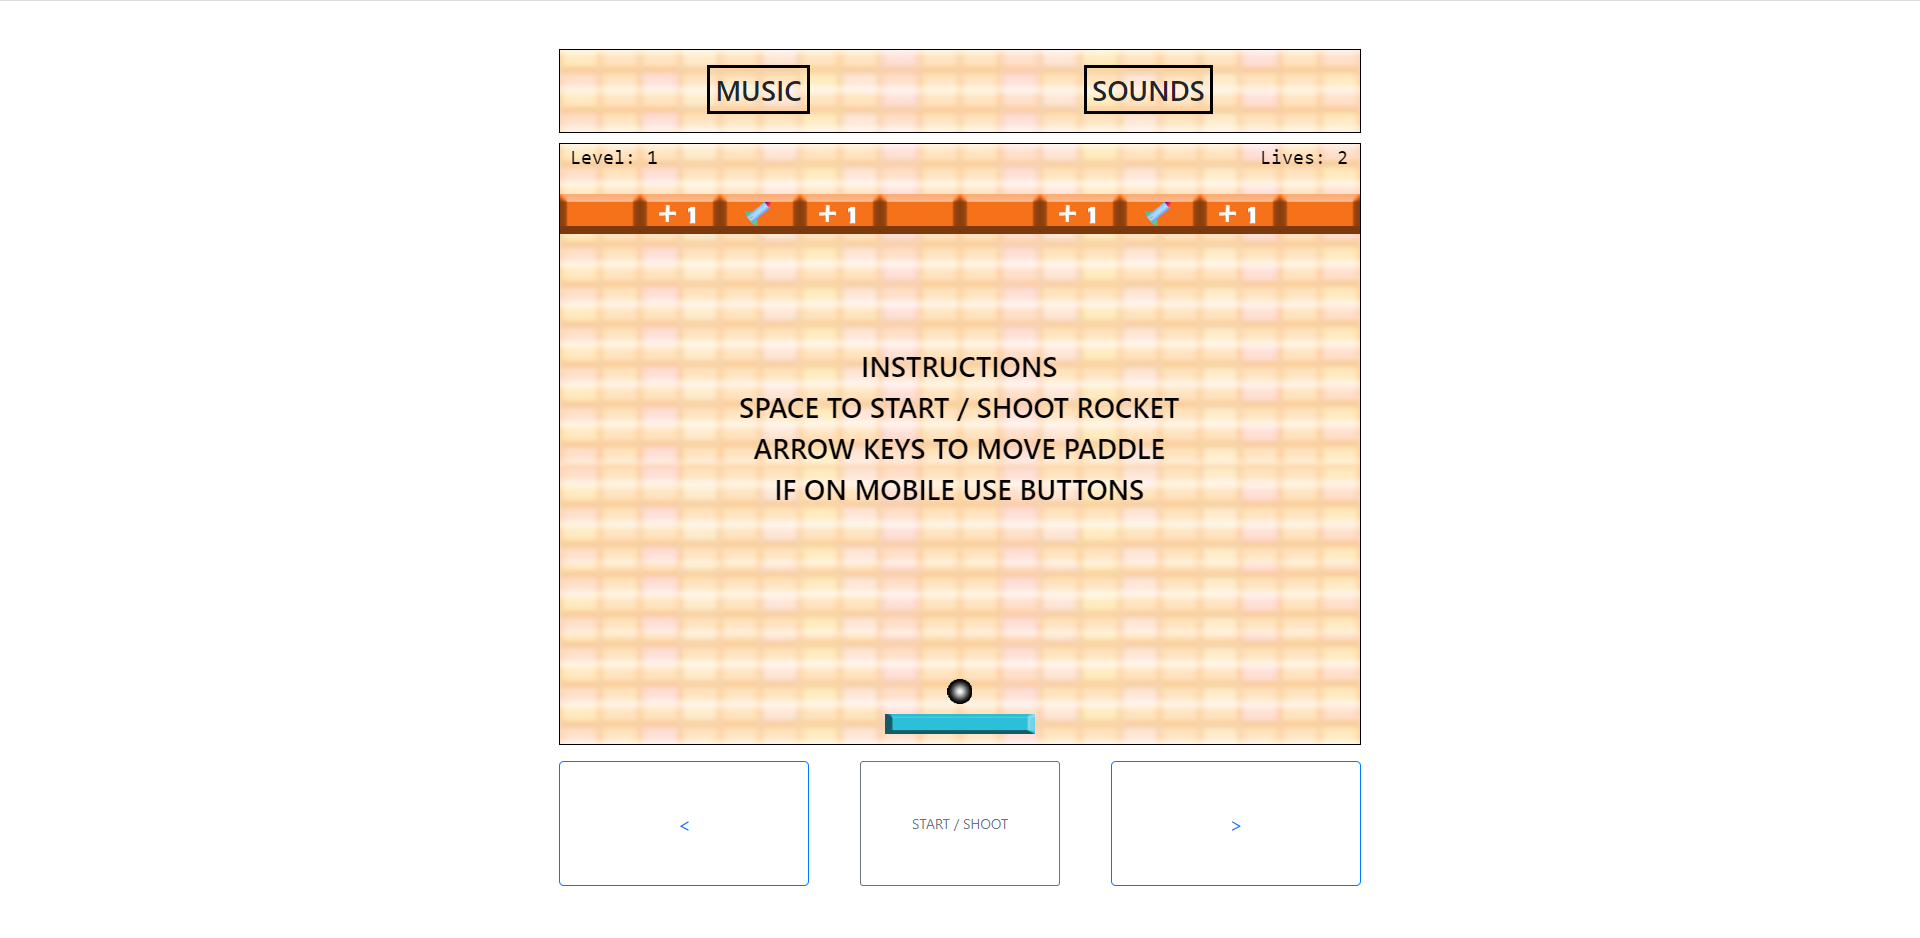 MUSIC SOUNDS
Level: 1 Lives: 2
+ 1 + 1 + 1 + 1
INSTRUCTIONS
SPACE TO START / SHOOT ROCKET
ARROW KEYS TO MOVE PADDLE
IF ON MOBILE USE BUTTONS
< START / SHOOT >